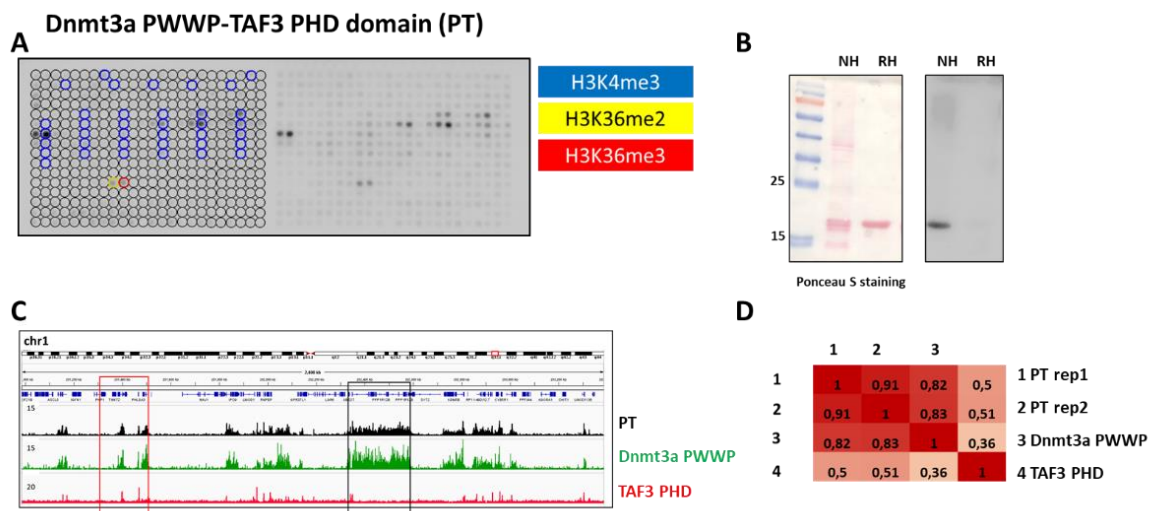 Dnmt3a PWWP-TAF3 PHD domain (PT)
A
H3K4me3
H3K36me2
H3K36me3
B
NH RH NH RH
25
15
Ponceau S staining
C
chr1
15
PT
15
Dnmt3a PWWP
20
TAF3 PHD
D
1 2 3
1 1 0,91 0,82 0,5 1 PT rep1
2 0,91 1 0,83 0,51 2 PT rep2
3 0,82 0,83 1 0,36 3 Dnmt3a PWWP
4 0,5 0,51 0,36 1 4 TAF3 PHD